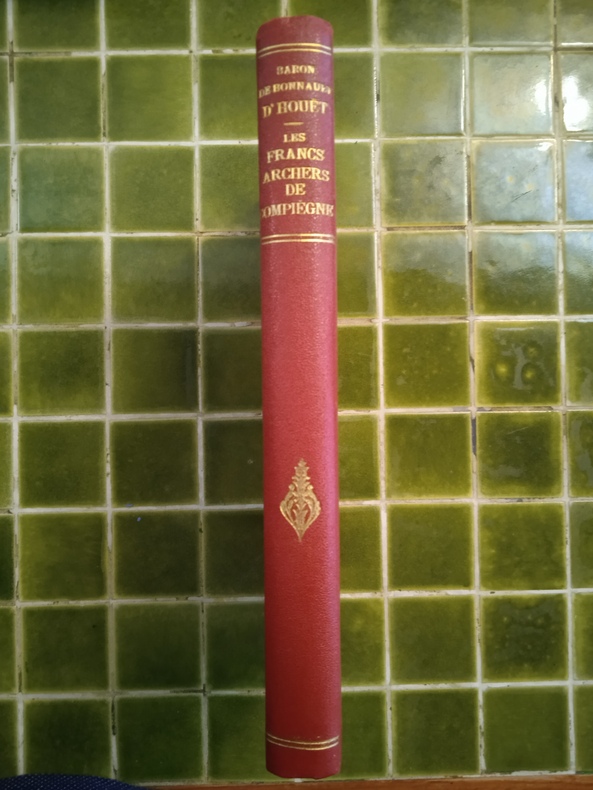 BARON
DE BONNAULT
D'HOUËT
LES
FRANCS
ARCHERS
DE
COMPIÈGNE